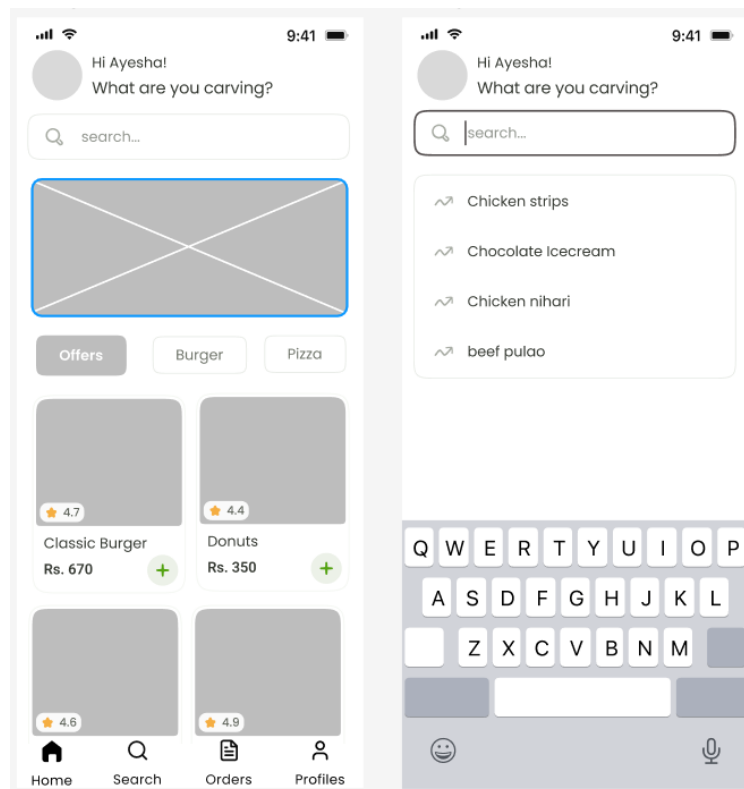 9:41
Hi Ayesha!
What are you carving?
search...
Offers Burger Pizza
4.7 4.4
Classic Burger Donuts
Rs. 670 + Rs. 350 +
4.6 4.9
Home Search Orders Profiles
9:41
Hi Ayesha!
What are you carving?
search...
Chicken strips
Chocolate Icecream
Chicken nihari
beef pulao
Q W E R T Y U I O P
A S D F G H J K L
Z X C V B N M